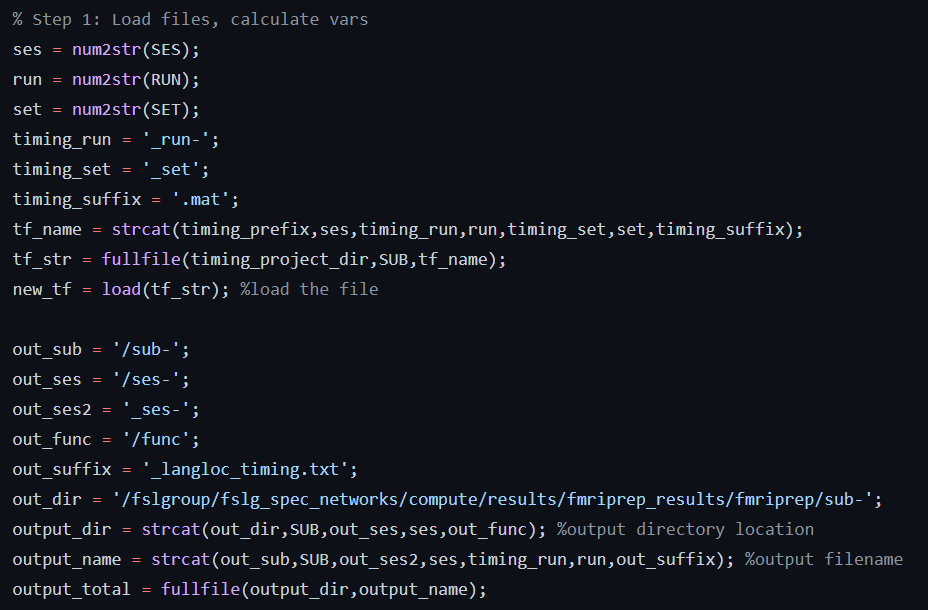 % Step 1: Load files, calculate vars
ses = num2str(SES);
run = num2str(RUN);
set = num2str(SET);
timing_run = '_run-';
timing_set = '_set';
timing_suffix = '.mat';
tf_name = strcat(timing_prefix,ses,timing_run,run,timing_set,set,timing_suffix);
tf_str = fullfile(timing_project_dir,SUB,tf_name);
new_tf = load(tf_str); %load the file
out_sub = '/sub-';
out_ses = '/ses-';
out_ses2 = '_ses-';
out_func = '/func';
out_suffix = '_langloc_timing.txt';
out_dir = '/fslgroup/fslg_spec_networks/compute/results/fmriprep_results/fmriprep/sub-';
output_dir = strcat(out_dir,SUB,out_ses,ses,out_func); %output directory location
output_name = strcat(out_sub,SUB,out_ses2,ses,timing_run,run,out_suffix); %output filename
output_total = fullfile(output_dir,output_name);